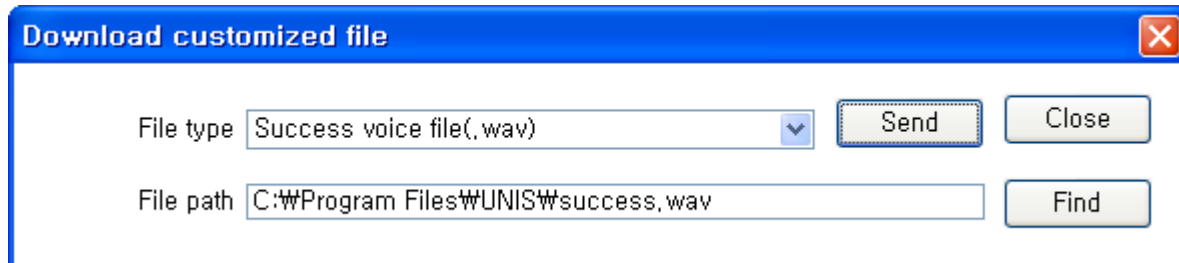 Download customized file
File type Success voice file(.wav) Send Close
File path C:₩Program Files₩UNIS₩success.wav Find